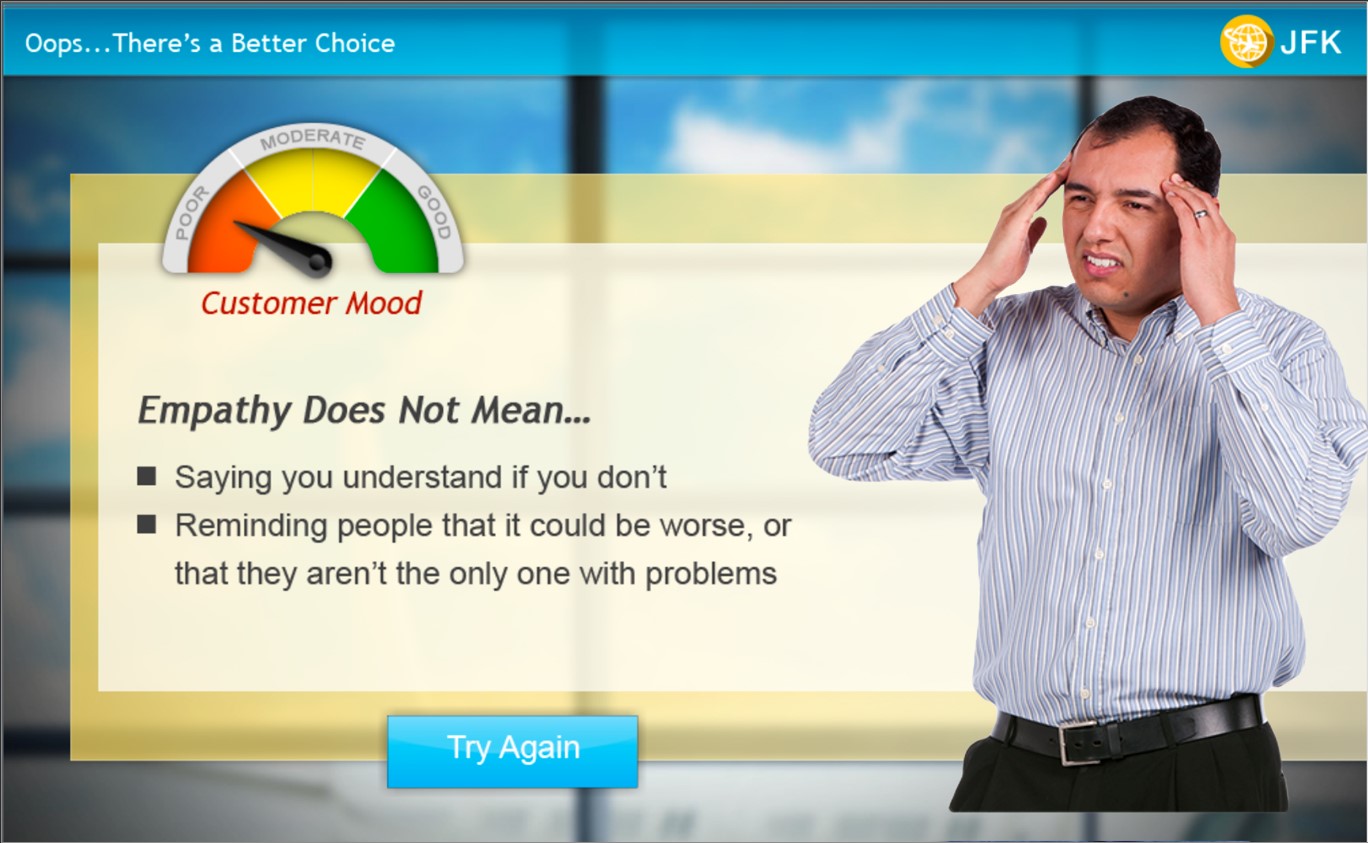 Oops...There's a Better Choice
JFK
POOR
MODERATE
GOOD
Customer Mood
Empathy Does Not Mean...
■ Saying you understand if you don't
■ Reminding people that it could be worse, or
that they aren't the only one with problems
Try Again